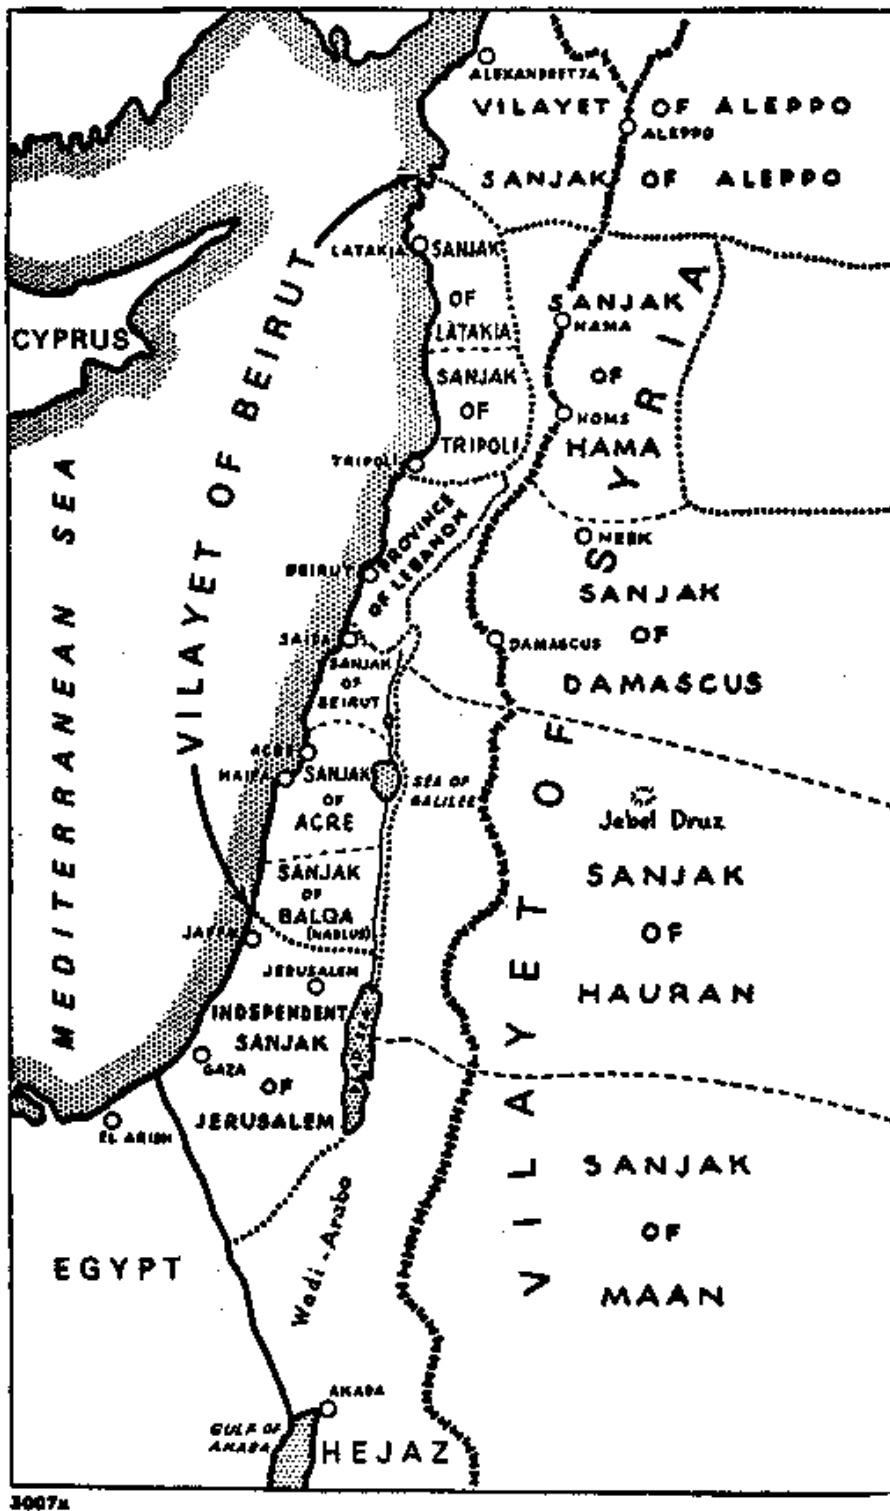 ALEXANDRETTA
VILAYET OF ALEPPO
ALEPPO
SANJAK OF ALEPPO
LATAKIA
SANJAK
OF
LATAKIA
SANJAK
HAMA
OF
HAMA
HOMS
CYPRUS
SANJAK
OF
TRIPOLI
TRIPOLI
VILAYET OF BEIRUT
MEDITERRANEAN SEA
VILAYET OF SYRIA
PROVINCE
OF LEBANON
BEIRUT
NEBK
SANJAK
OF
DAMASCUS
DAMASCUS
SAIDA
SANJAK
OF
BEIRUT
ACRE
HAIFA
SANJAK
OF
ACRE
SEA OF
GALILEE
Jebel Druz
SANJAK
OF
HAURAN
SANJAK
OF
BALQA
(NABLUS)
JAFFA
JERUSALEM
INDEPENDENT
SANJAK
OF
JERUSALEM
GAZA
EL ARISH
SANJAK
OF
MAAN
EGYPT
Wadi-Araba
AKABA
GULF OF
AKABA
HEJAZ
3007x